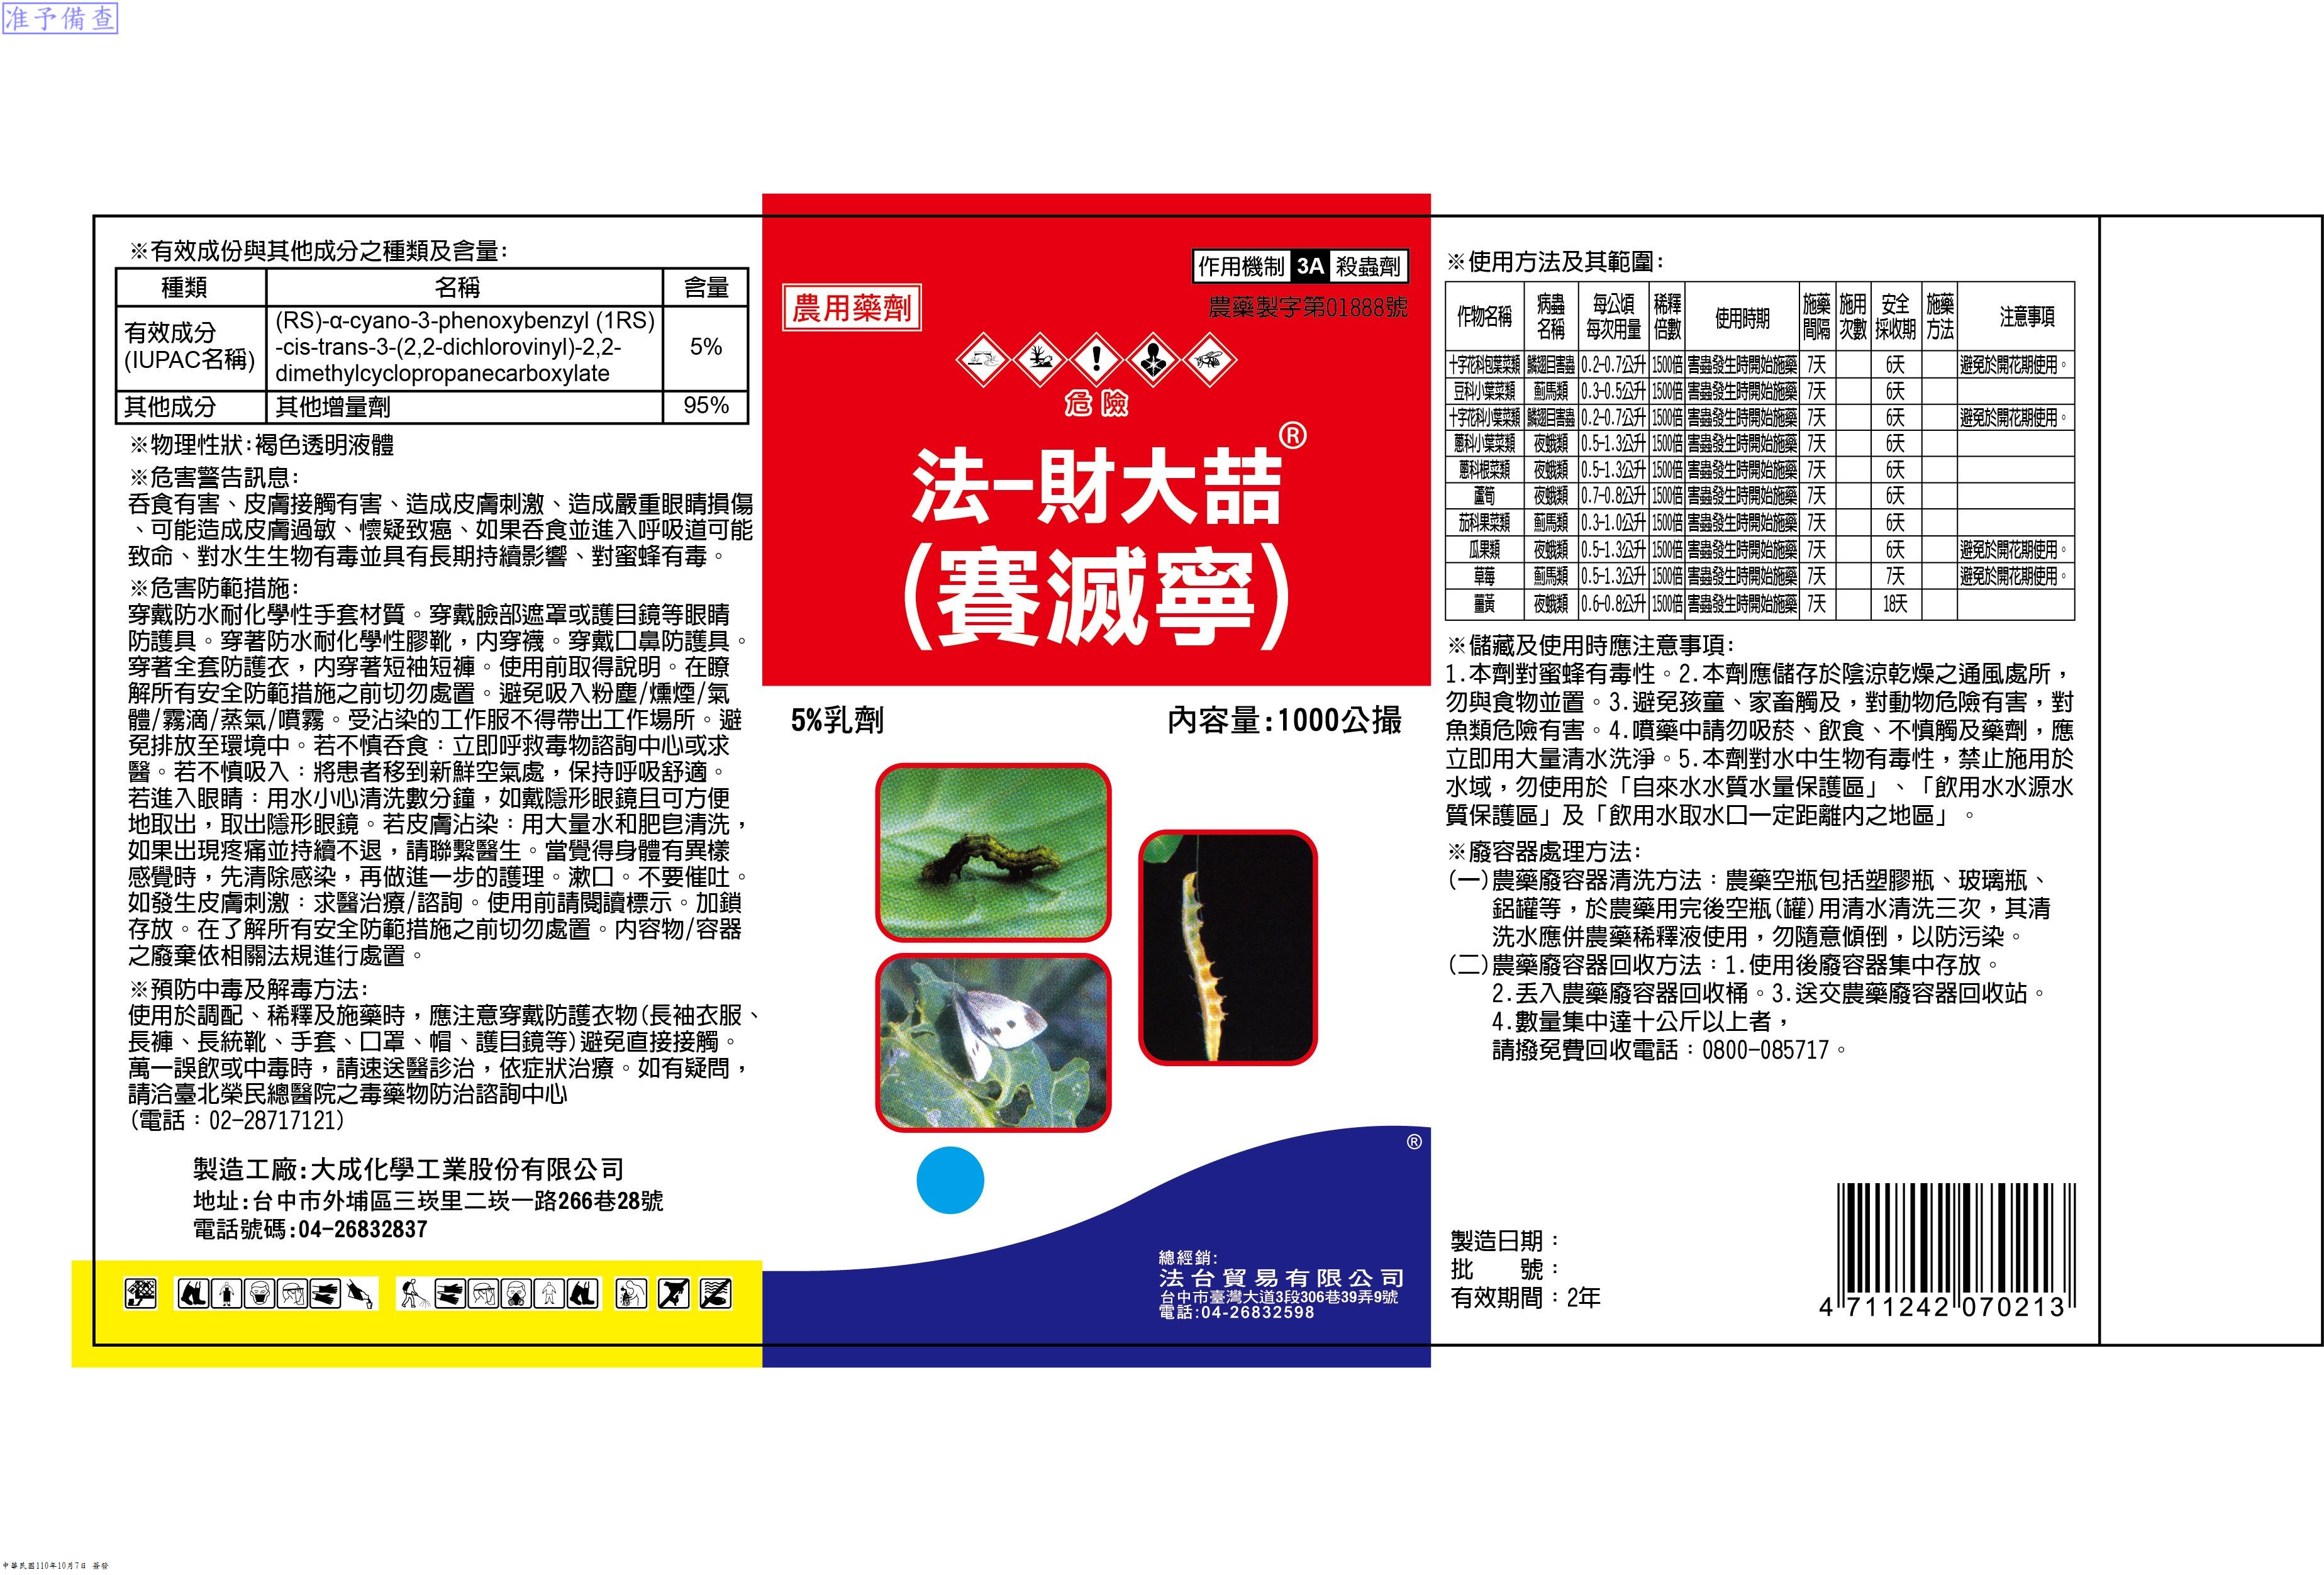 准予備查
※有效成份與其他成分之種類及含量:
種類 名稱 含量
有效成分
(IUPAC名稱)
(RS)-α-cyano-3-phenoxybenzyl (1RS)
-cis-trans-3-(2,2-dichlorovinyl)-2,2-
dimethylcyclopropanecarboxylate
5%
其他成分 其他增量劑 95%
※物理性狀:褐色透明液體
※危害警告訊息:
吞食有害、皮膚接觸有害、造成皮膚刺激、造成嚴重眼睛損傷
、可能造成皮膚過敏、懷疑致癌、如果吞食並進入呼吸道可能
致命、對水生生物有毒並具有長期持續影響、對蜜蜂有毒。
※危害防範措施:
穿戴防水耐化學性手套材質。穿戴臉部遮罩或護目鏡等眼睛
防護具。穿著防水耐化學性膠靴，內穿襪。穿戴口鼻防護具。
穿著全套防護衣，內穿著短袖短褲。使用前取得說明。在瞭
解所有安全防範措施之前切勿處置。避免吸入粉塵/燻煙/氣
體/霧滴/蒸氣/噴霧。受沾染的工作服不得帶出工作場所。避
免排放至環境中。若不慎吞食：立即呼救毒物諮詢中心或求
醫。若不慎吸入：將患者移到新鮮空氣處，保持呼吸舒適。
若進入眼睛：用水小心清洗數分鐘，如戴隱形眼鏡且可方便
地取出，取出隱形眼鏡。若皮膚沾染：用大量水和肥皂清洗，
如果出現疼痛並持續不退，請聯繫醫生。當覺得身體有異樣
感覺時，先清除感染，再做進一步的護理。漱口。不要催吐。
如發生皮膚刺激：求醫治療/諮詢。使用前請閱讀標示。加鎖
存放。在了解所有安全防範措施之前切勿處置。內容物/容器
之廢棄依相關法規進行處置。
※預防中毒及解毒方法:
使用於調配、稀釋及施藥時，應注意穿戴防護衣物(長袖衣服、
長褲、長統靴、手套、口罩、帽、護目鏡等)避免直接接觸。
萬一誤飲或中毒時，請速送醫診治，依症狀治療。如有疑問，
請洽臺北榮民總醫院之毒藥物防治諮詢中心
(電話：02-28717121)
製造工廠:大成化學工業股份有限公司
地址:台中市外埔區三崁里二崁一路266巷28號
電話號碼:04-26832837
作用機制 3A 殺蟲劑
農用藥劑
農藥製字第01888號
危險
法一財大喆®
(賽滅寧)
5%乳劑
內容量:1000公撮
®
總經銷:
法台貿易有限公司
台中市臺灣大道3段306巷39弄9號
電話:04-26832598
※使用方法及其範圍:
作物名稱 病蟲名稱 每公頃每次用量 稀釋倍數 使用時期 施藥間隔 施用次數 安全採收期 施藥方法 注意事項
十字花科包葉菜類 鱗翅目害蟲 0.2-0.7公升 1500倍 害蟲發生時開始施藥 7天 6天 避免於開花期使用。
豆科小葉菜類 薊馬類 0.3-0.5公升 1500倍 害蟲發生時開始施藥 7天 6天
十字花科小葉菜類 鱗翅目害蟲 0.2-0.7公升 1500倍 害蟲發生時開始施藥 7天 6天 避免於開花期使用。
蔥科小葉菜類 夜蛾類 0.5-1.3公升 1500倍 害蟲發生時開始施藥 7天 6天
蔥科根菜類 夜蛾類 0.5-1.3公升 1500倍 害蟲發生時開始施藥 7天 6天
蘆筍 夜蛾類 0.7-0.8公升 1500倍 害蟲發生時開始施藥 7天 6天
茄科果菜類 薊馬類 0.3-1.0公升 1500倍 害蟲發生時開始施藥 7天 6天
瓜果類 夜蛾類 0.5-1.3公升 1500倍 害蟲發生時開始施藥 7天 6天 避免於開花期使用。
草莓 薊馬類 0.5-1.3公升 1500倍 害蟲發生時開始施藥 7天 7天 避免於開花期使用。
薑黃 夜蛾類 0.6-0.8公升 1500倍 害蟲發生時開始施藥 7天 18天
※儲藏及使用時應注意事項:
1.本劑對蜜蜂有毒性。2.本劑應儲存於陰涼乾燥之通風處所，
勿與食物並置。3.避免孩童、家畜觸及，對動物危險有害，對
魚類危險有害。4.噴藥中請勿吸菸、飲食、不慎觸及藥劑，應
立即用大量清水洗淨。5.本劑對水中生物有毒性，禁止施用於
水域，勿使用於「自來水水質水量保護區」、「飲用水水源水
質保護區」及「飲用水取水口一定距離內之地區」。
※廢容器處理方法:
(一)農藥廢容器清洗方法：農藥空瓶包括塑膠瓶、玻璃瓶、
鋁罐等，於農藥用完後空瓶(罐)用清水清洗三次，其清
洗水應併農藥稀釋液使用，勿隨意傾倒，以防污染。
(二)農藥廢容器回收方法：1.使用後廢容器集中存放。
2.丟入農藥廢容器回收桶。3.送交農藥廢容器回收站。
4.數量集中達十公斤以上者，
請撥免費回收電話：0800-085717。
製造日期：
批　　號：
有效期間：2年
4 711242 070213
中華民國110年10月7日 簽發